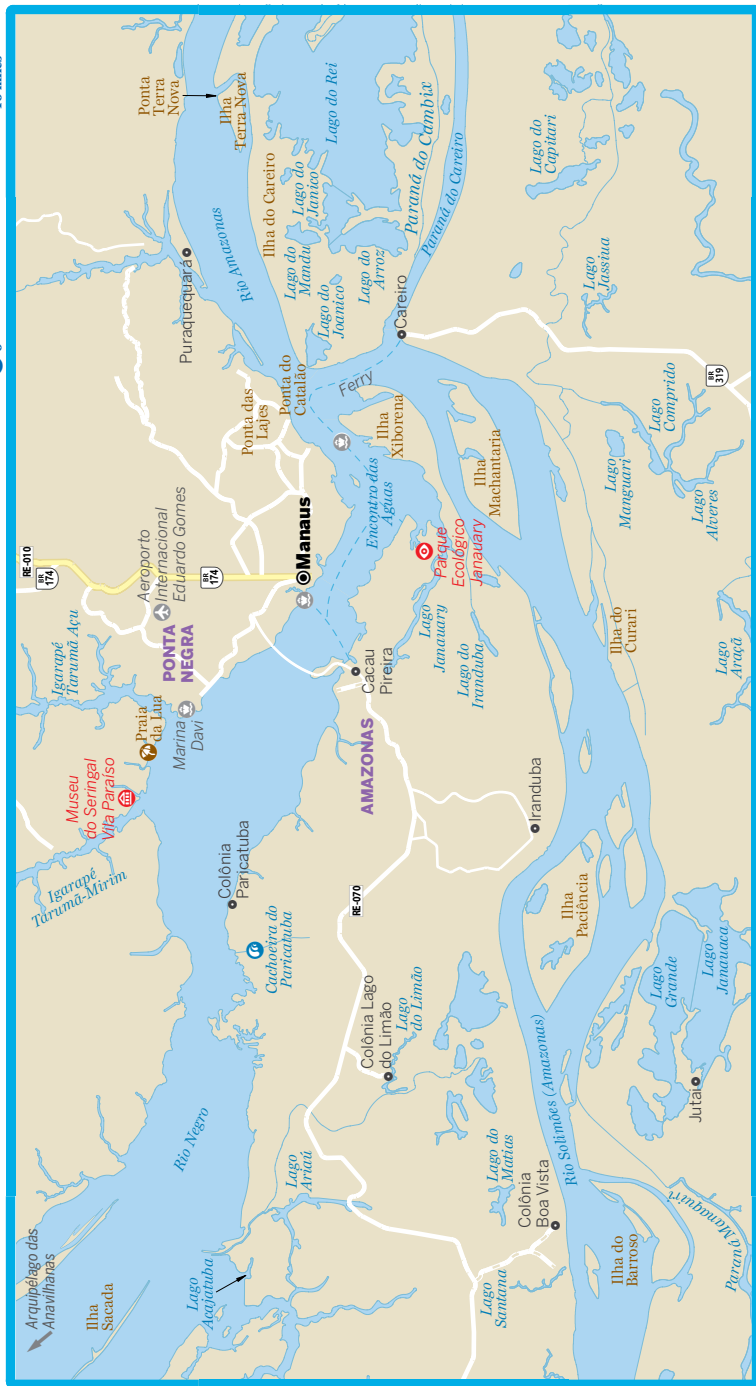 Arquipélago das
Anavilhanas
Ilha
Sacada
Rio Negro
Lago
Acajatuba
Lago
Ariaú
Igarapé
Tarumã-Mirim
Museu
do Seringal
Vila Paraíso
Praia
da Lua
Marina
Davi
Igarapé
Tarumã Açu
PONTA
NEGRA
Aeroporto
Internacional
Eduardo Gomes
RE-010
BR
174
BR
174
Manaus
Colônia
Paricatuba
Cachoeira do
Paricatuba
Puraquequará
Ponta
Terra
Nova
Ilha
Terra Nova
Rio Amazonas
Ilha do Careiro
Lago do Rei
Lago do
Janico
Lago do
Mandu
Lago do
Joanico
Lago do
Arroz
Paraná do Cambix
Paraná do Careiro
Ponta das
Lajes
Ponta do
Catalão
Ferry
Careiro
Encontro das
Águas
Ilha
Xiborena
Ilha
Machantaria
Parque
Ecológico
Janauary
Lago
Janauary
Lago do
Iranduba
Cacau
Pireira
AMAZONAS
RE-070
Iranduba
Colônia Lago
do Limão
Lago
do Limão
Lago do
Matias
Colônia
Boa Vista
Lago
Santana
Rio Solimões (Amazonas)
Ilha do
Barroso
Paraná Manaquiri
Jutaí
Lago
Grande
Lago
Janauaca
Ilha
Paciência
Ilha do
Curari
Lago
Araçá
Lago
Manguari
Lago
Alveres
Lago
Comprido
BR
319
Lago
Jassiua
Lago do
Capitari